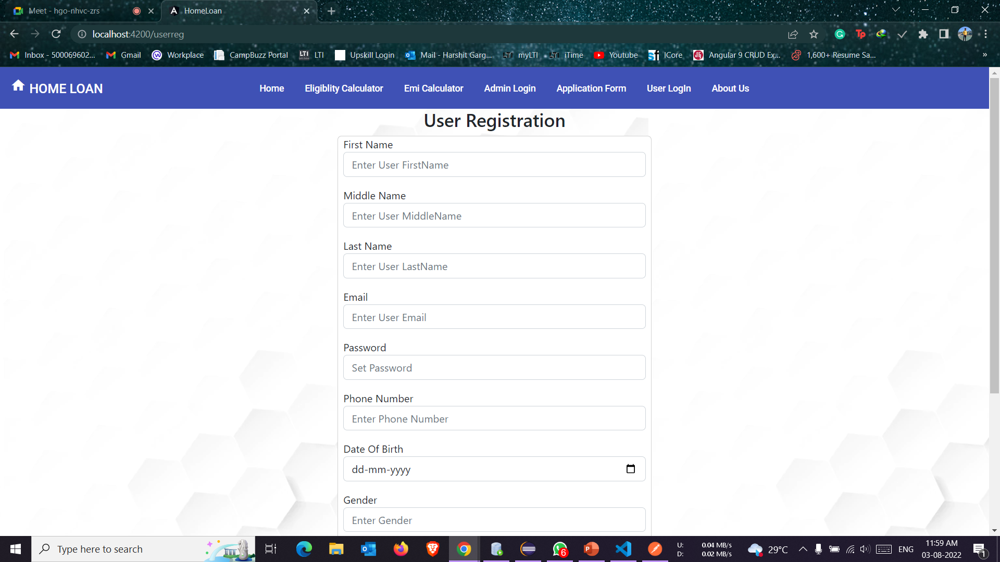 Meet - hgo-nhvc-zrs
HomeLoan
localhost:4200/userreg
Inbox - 500069602... Gmail Workplace CampBuzz Portal LTI LTI Upskill Login Mail - Harshit Garg... LTI myLTI LTI iTime Youtube ICore Angular 9 CRUD Ex... 1,600+ Resume Sa... »
HOME LOAN Home Eligiblity Calculator Emi Calculator Admin Login Application Form User LogIn About Us
User Registration
First Name
Enter User FirstName
Middle Name
Enter User MiddleName
Last Name
Enter User LastName
Email
Enter User Email
Password
Set Password
Phone Number
Enter Phone Number
Date Of Birth
dd-mm-yyyy
Gender
Enter Gender
Type here to search
6
U: 0.04 MB/s
D: 0.02 MB/s
29°C
ENG
11:59 AM
03-08-2022
1